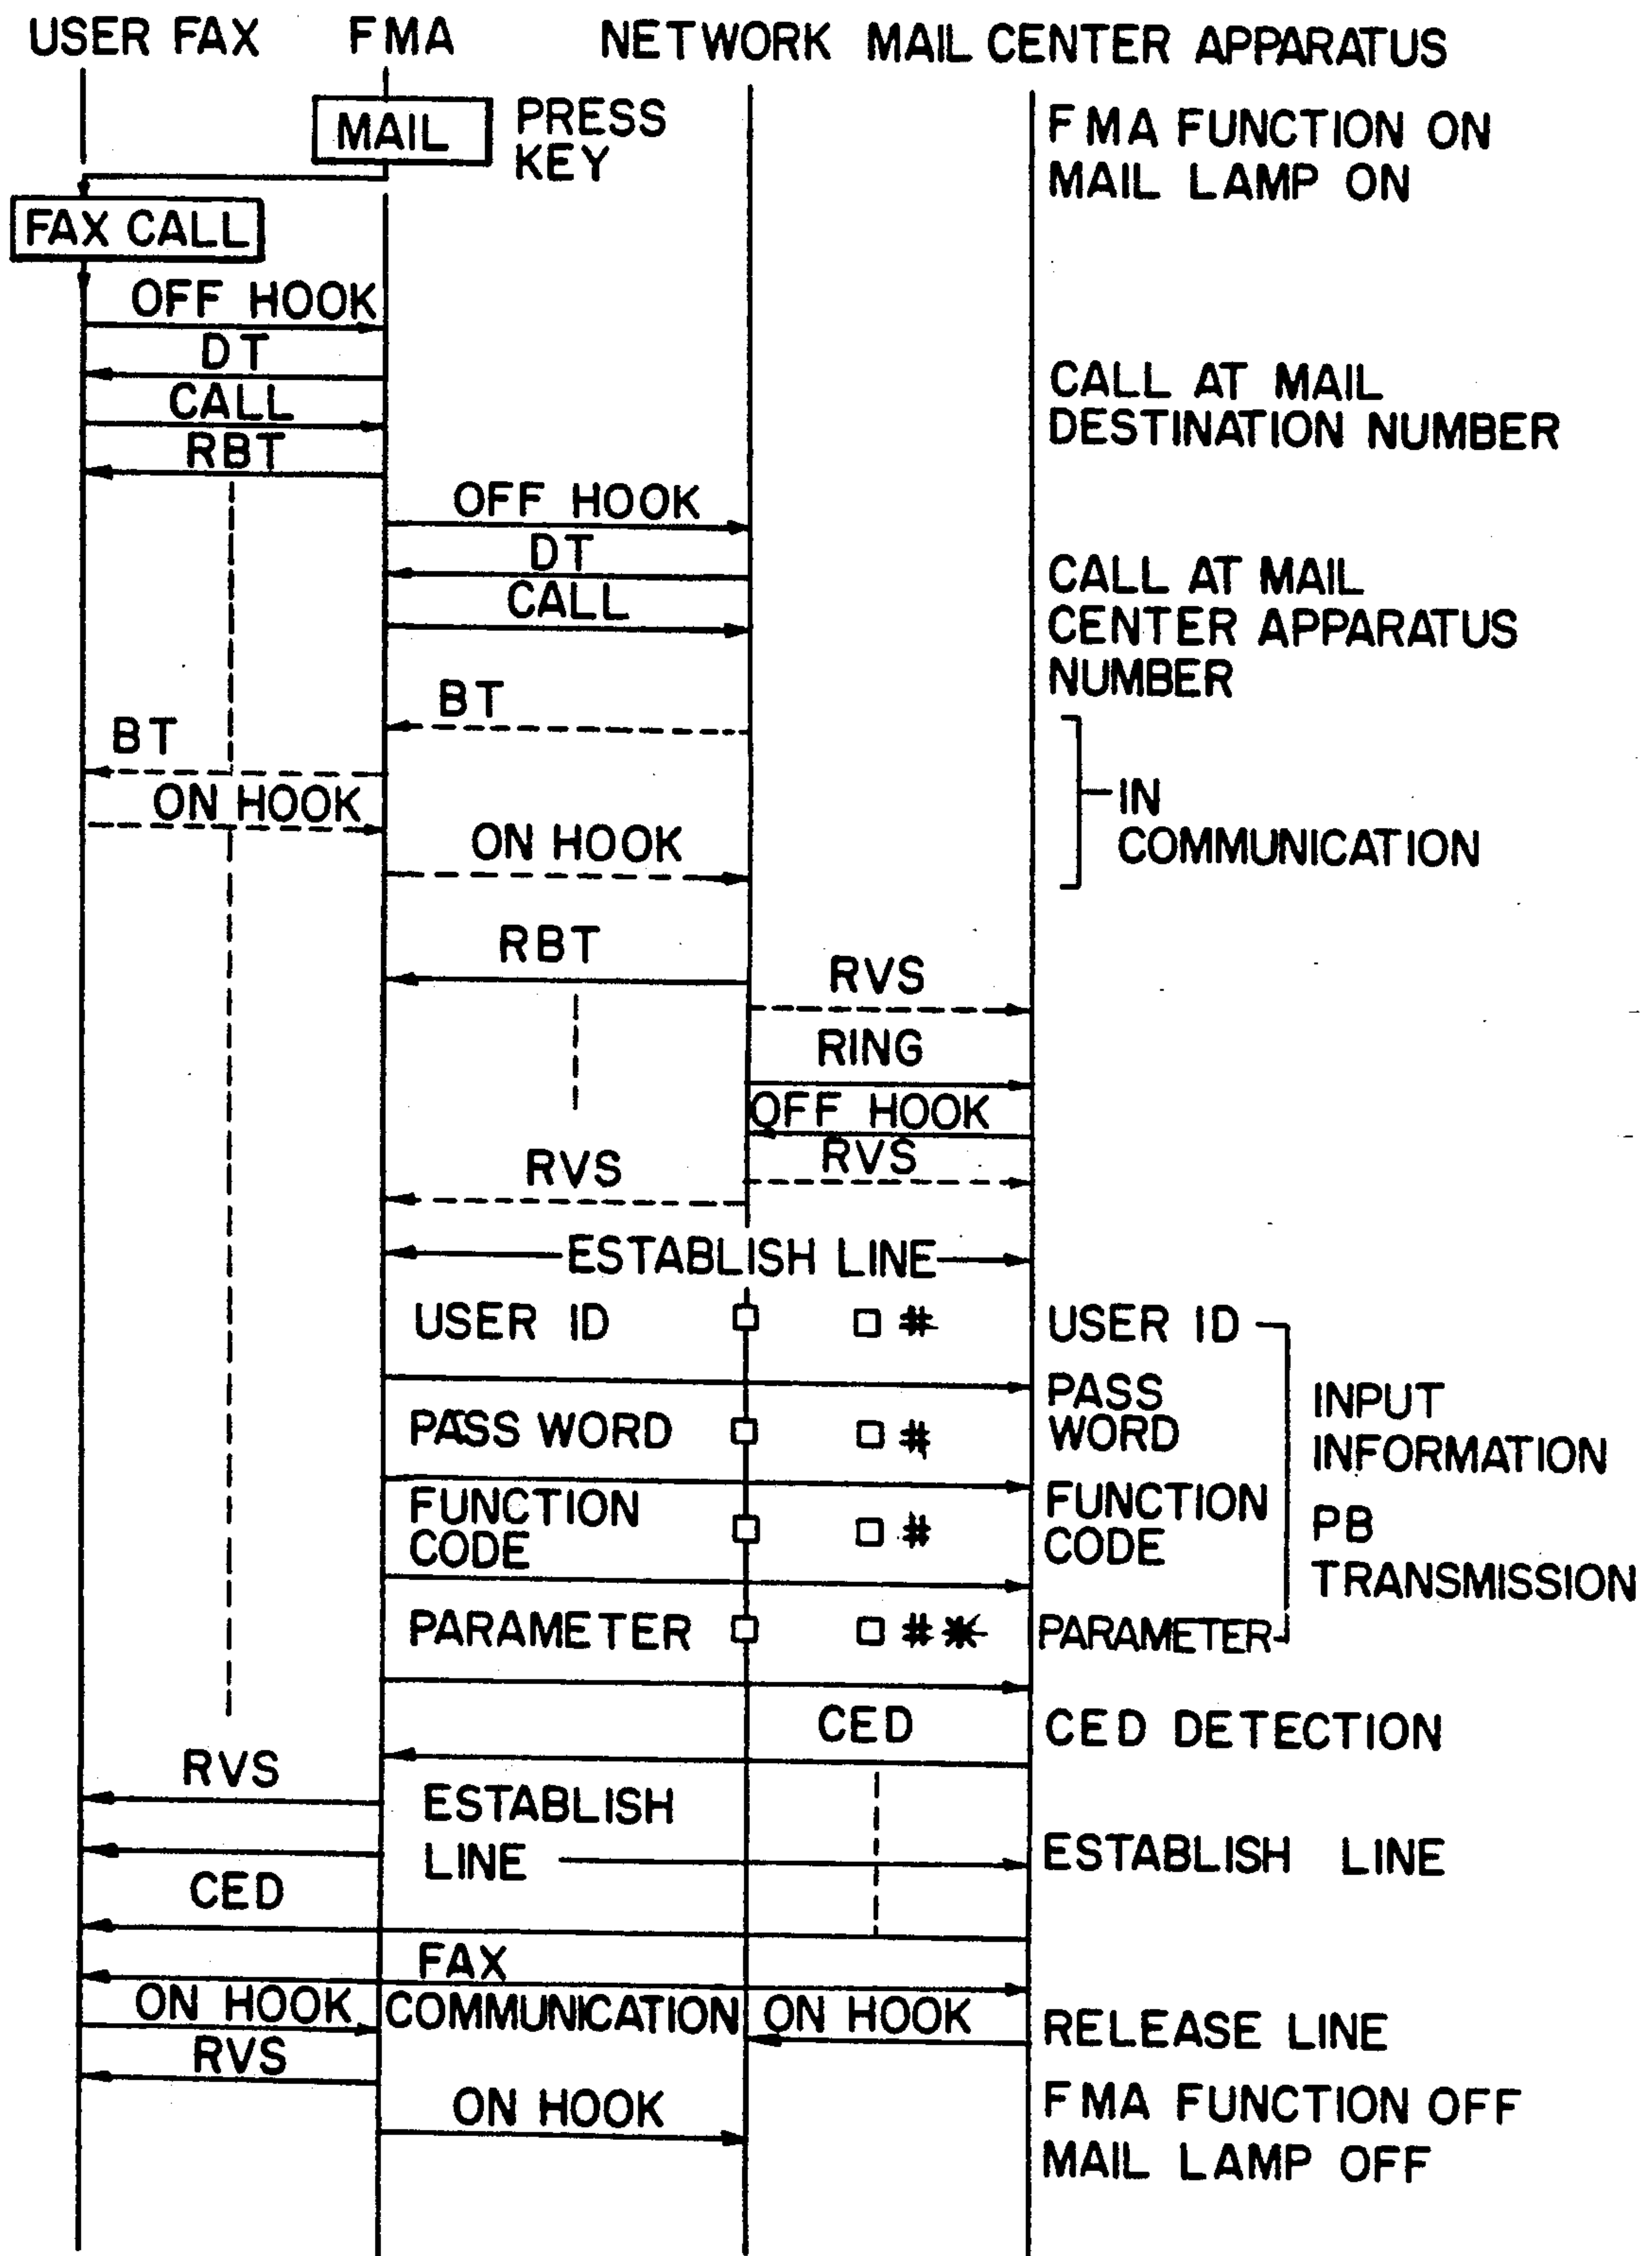 USER FAX FMA NETWORK MAIL CENTER APPARATUS
MAIL
PRESS
KEY
FMA FUNCTION ON
MAIL LAMP ON
FAX CALL
OFF HOOK
DT
CALL
RBT
CALL AT MAIL
DESTINATION NUMBER
OFF HOOK
DT
CALL
CALL AT MAIL
CENTER APPARATUS
NUMBER
BT
BT
ON HOOK
ON HOOK
IN
COMMUNICATION
RBT
RVS
RING
OFF HOOK
RVS
RVS
ESTABLISH LINE
USER ID □ □ # USER ID
PASS WORD □ □ #
PASS
WORD
INPUT
INFORMATION
FUNCTION
CODE
□ □ #
FUNCTION
CODE
PB
TRANSMISSION
PARAMETER □ □ #* PARAMETER
CED
CED DETECTION
RVS
ESTABLISH
LINE
ESTABLISH LINE
CED
FAX
COMMUNICATION
ON HOOK
ON HOOK
RELEASE LINE
RVS
ON HOOK
FMA FUNCTION OFF
MAIL LAMP OFF